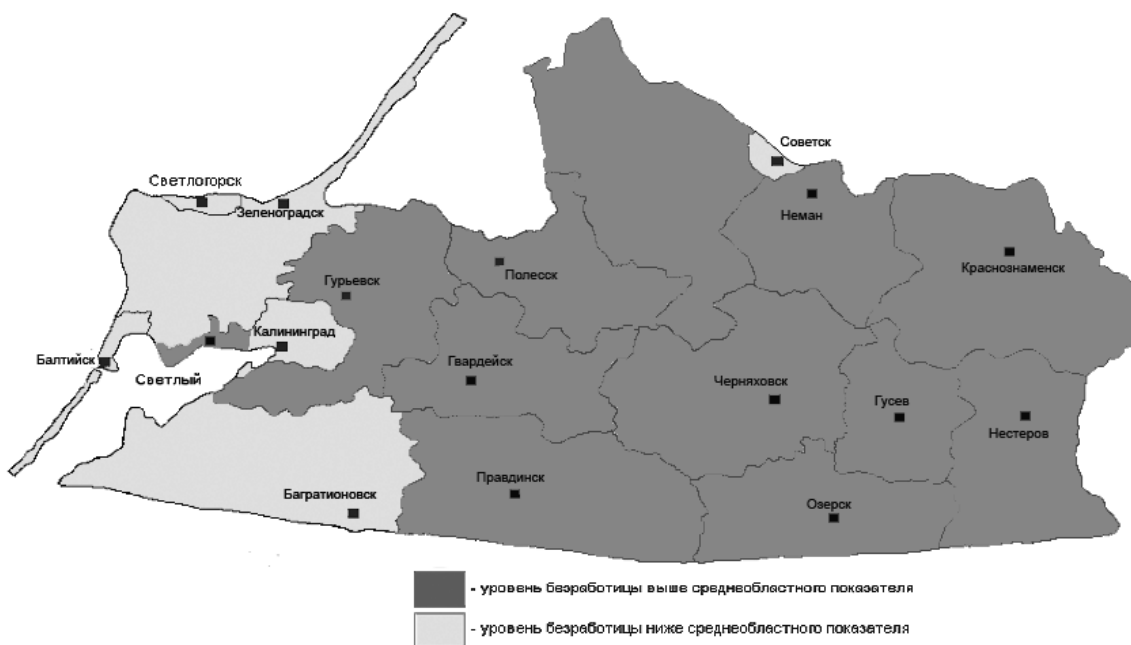 Советск
Светлогорск
Зеленоградск
Неман
Гурьевск
Полесск
Краснознаменск
Калининград
Балтийск
Светлый
Гвардейск
Черняховск
Гусев
Нестеров
Правдинск
Багратионовск
Озерск
- уровень безработицы выше среднеобластного показателя
- уровень безработицы ниже среднеобластного показателя